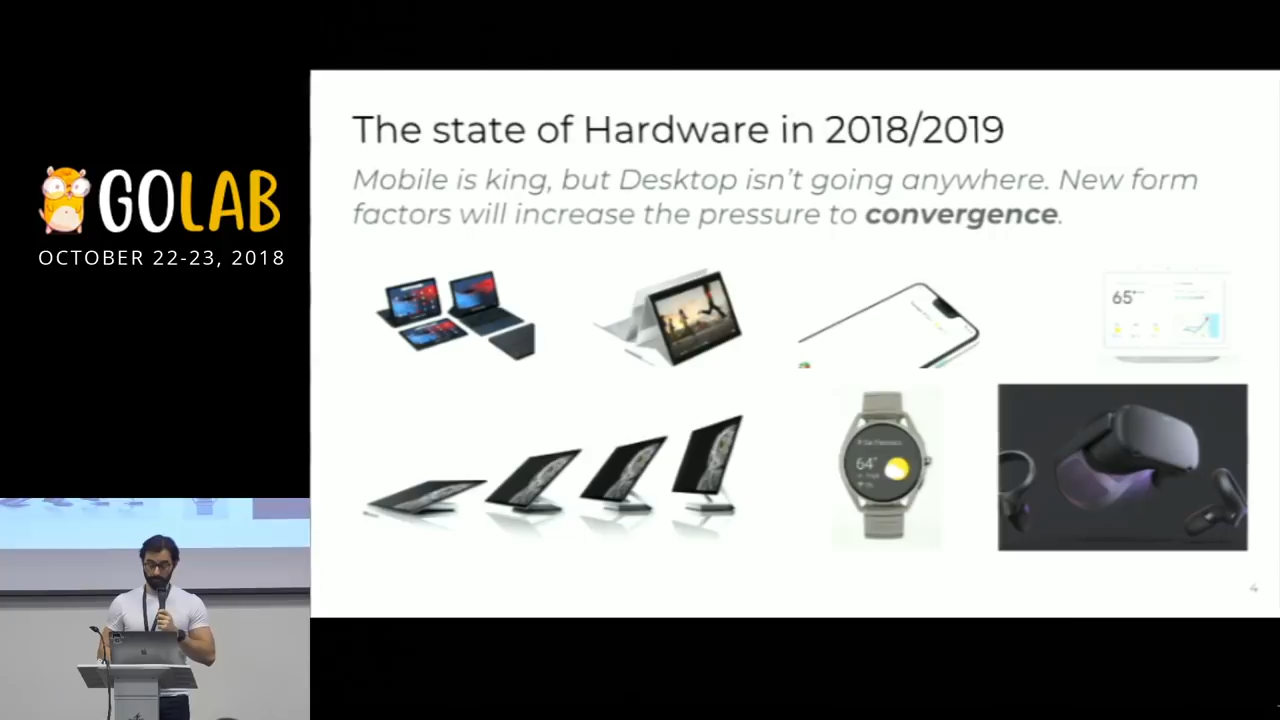 GOLAB
OCTOBER 22-23, 2018
The state of Hardware in 2018/2019
Mobile is king, but Desktop isn't going anywhere. New form
factors will increase the pressure to convergence.
65°
64°
4